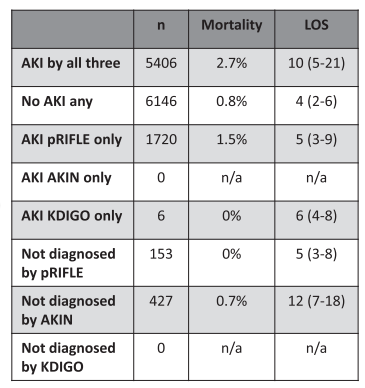 n Mortality LOS
AKI by all three 5406 2.7% 10 (5-21)
No AKI any 6146 0.8% 4 (2-6)
AKI pRIFLE only 1720 1.5% 5 (3-9)
AKI AKIN only 0 n/a n/a
AKI KDIGO only 6 0% 6 (4-8)
Not diagnosed 153 0% 5 (3-8)
by pRIFLE
Not diagnosed 427 0.7% 12 (7-18)
by AKIN
Not diagnosed 0 n/a n/a
by KDIGO